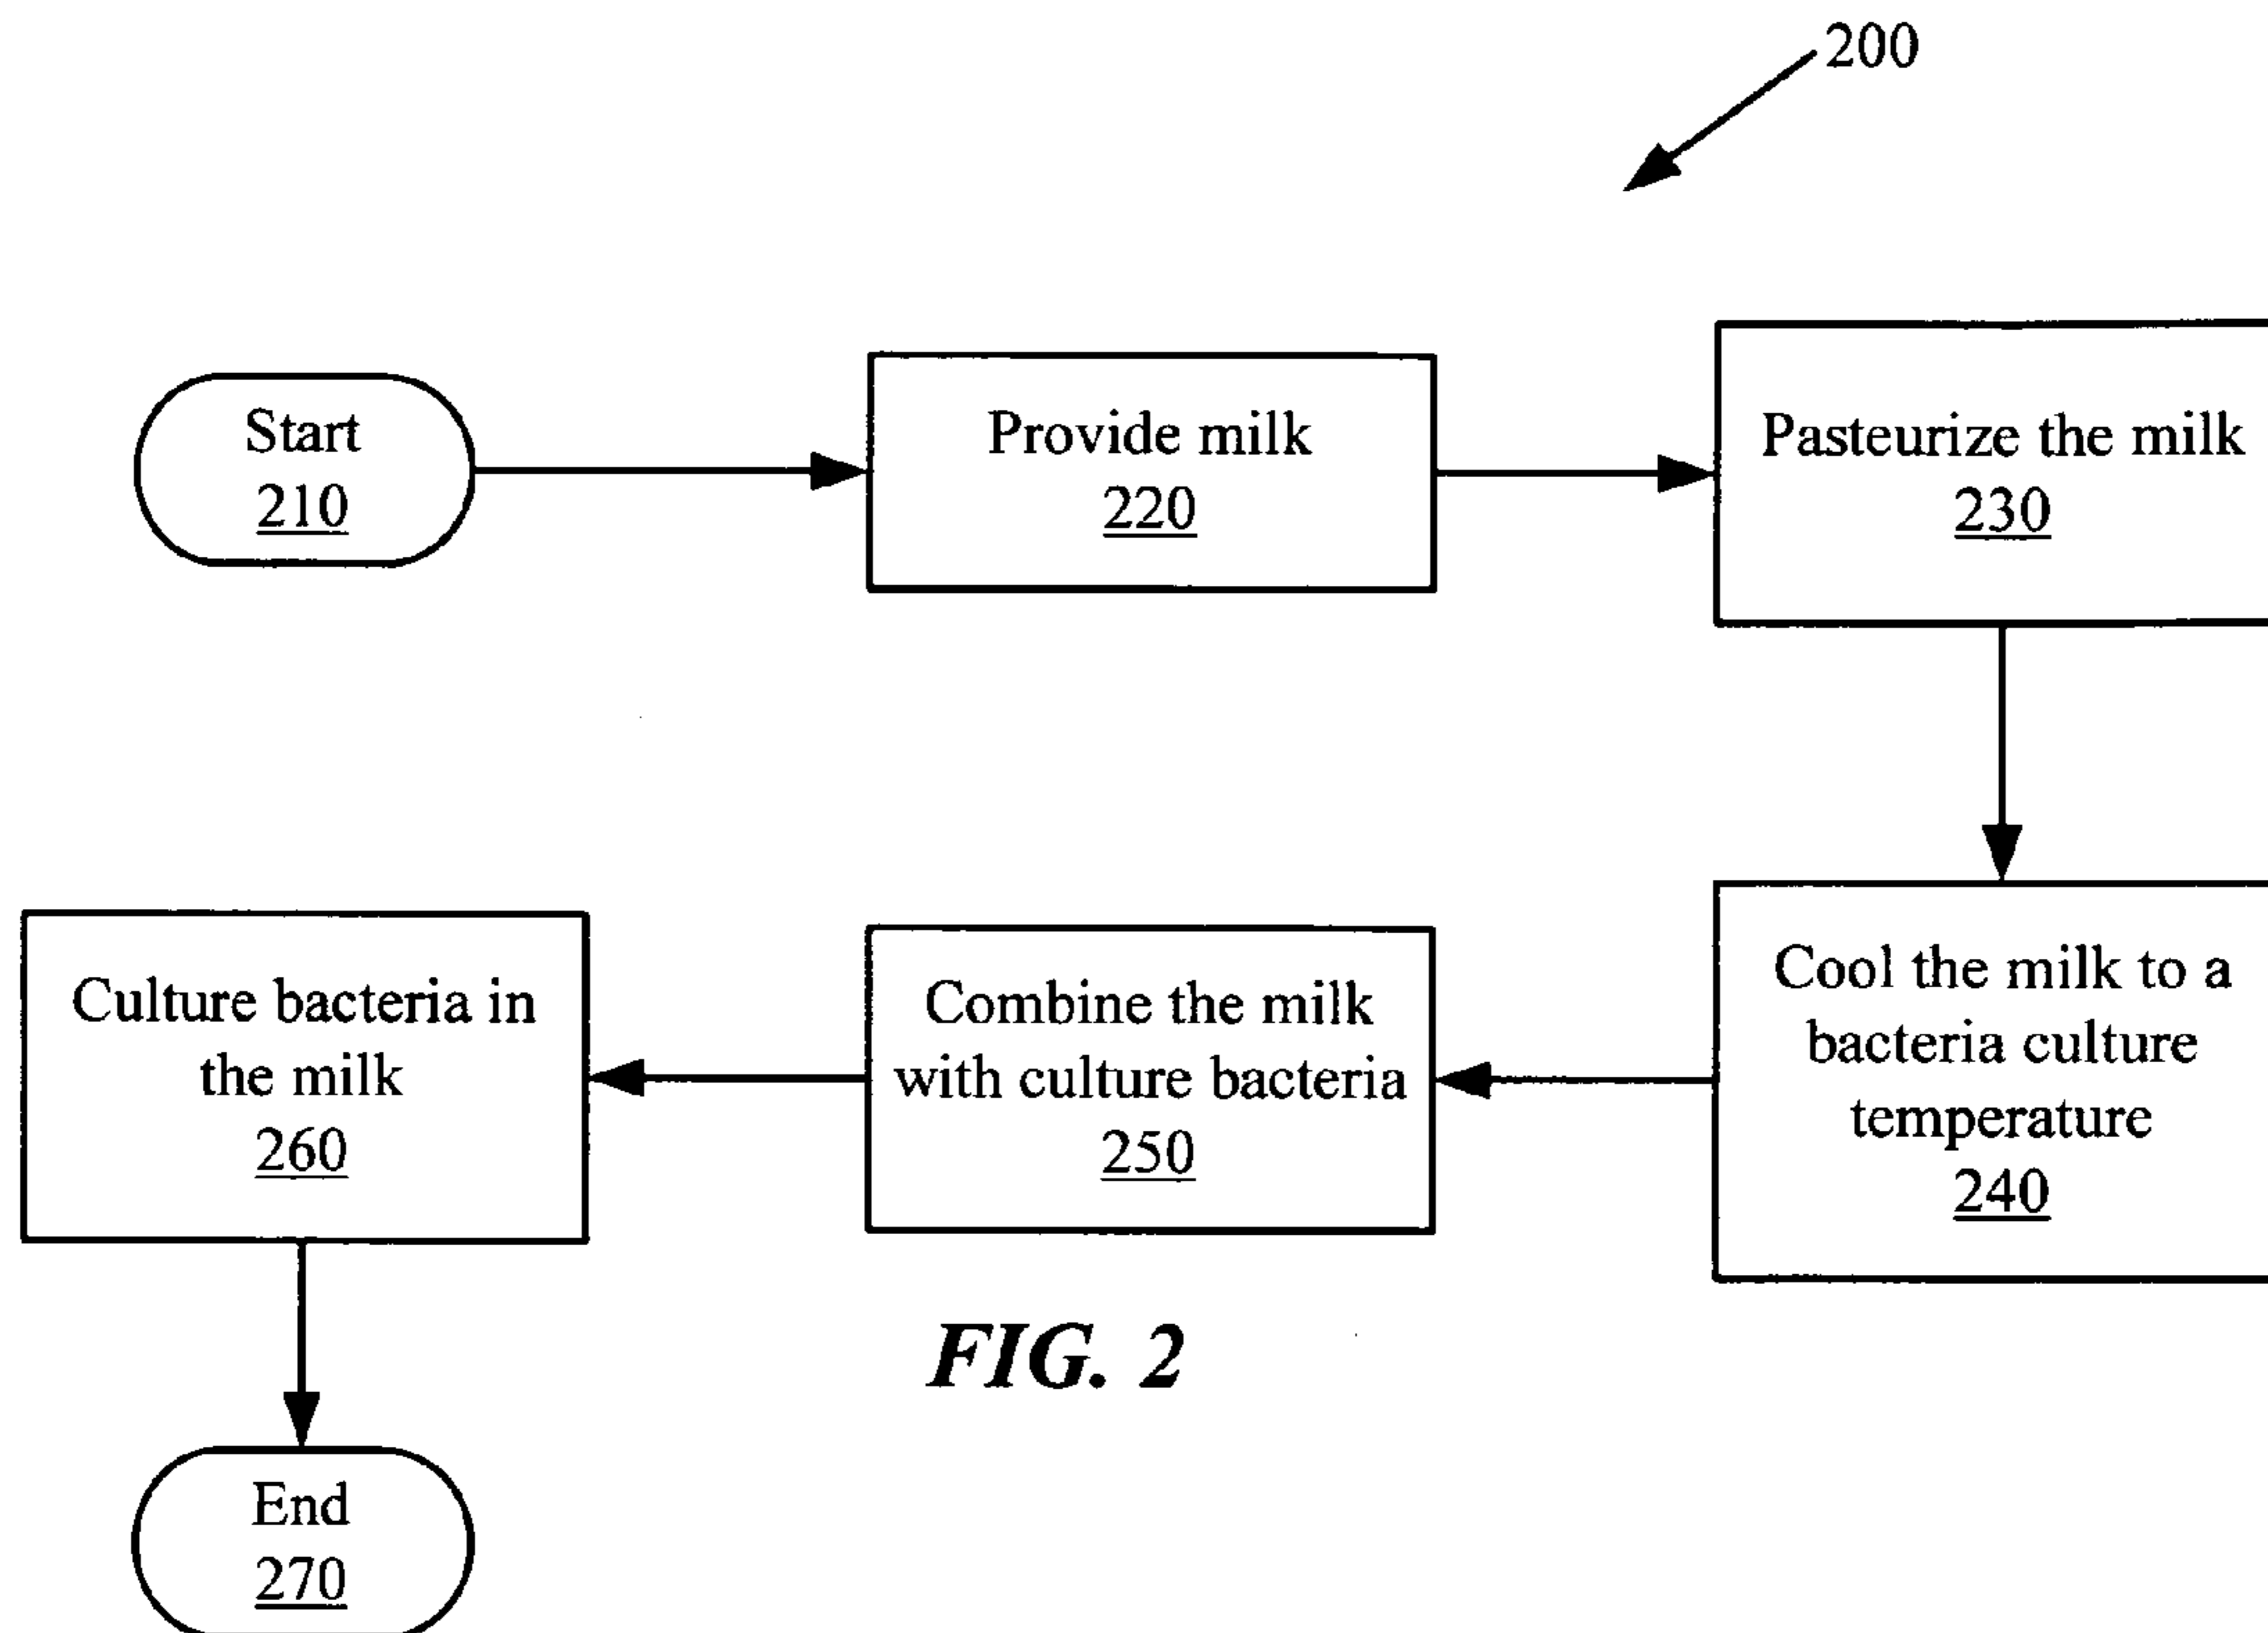 200
Start
210
Provide milk
220
Pasteurize the milk
230
Cool the milk to a
bacteria culture
temperature
240
Combine the milk
with culture bacteria
250
Culture bacteria in
the milk
260
End
270
FIG. 2